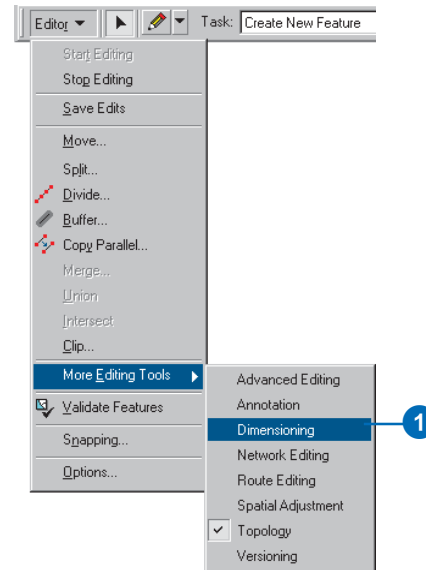 Editor Task: Create New Feature
Start Editing
Stop Editing
Save Edits
Move...
Split...
Divide...
Buffer...
Copy Parallel...
Merge...
Union
Intersect
Clip...
More Editing Tools
Validate Features
Snapping...
Options...
Advanced Editing
Annotation
Dimensioning 1
Network Editing
Route Editing
Spatial Adjustment
Topology
Versioning